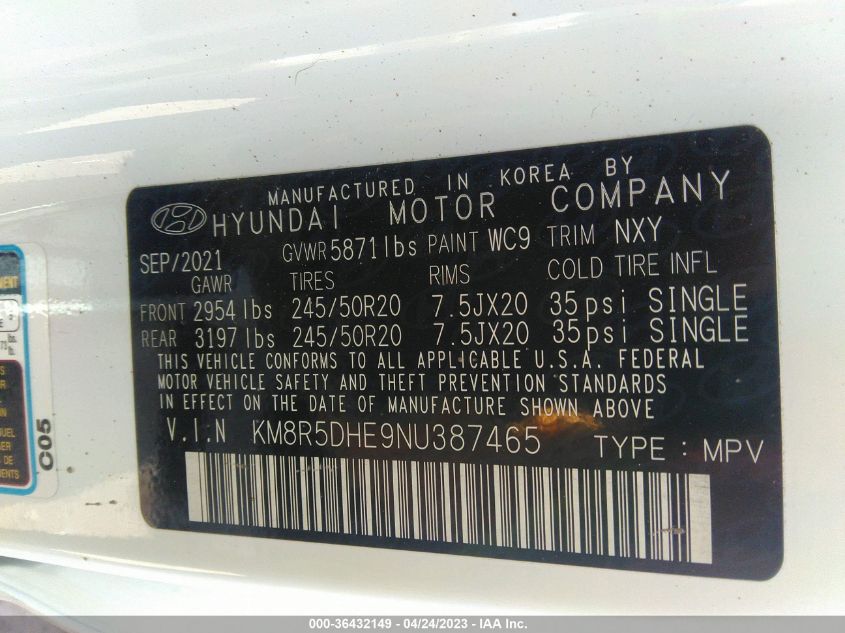 MANUFACTURED IN KOREA BY
HYUNDAI MOTOR COMPANY
SEP/2021 GVWR 5871lbs PAINT WC9 TRIM NXY
GAWR TIRES RIMS COLD TIRE INFL
FRONT 2954lbs 245/50R20 7.5JX20 35psi SINGLE
REAR 3197lbs 245/50R20 7.5JX20 35psi SINGLE
THIS VEHICLE CONFORMS TO ALL APPLICABLE U.S.A. FEDERAL
MOTOR VEHICLE SAFETY AND THEFT PREVENTION STANDARDS
IN EFFECT ON THE DATE OF MANUFACTURE SHOWN ABOVE
V.I.N KM8R5DHE9NU387465 TYPE : MPV
C05
000-36432149 - 04/24/2023 - IAA Inc.